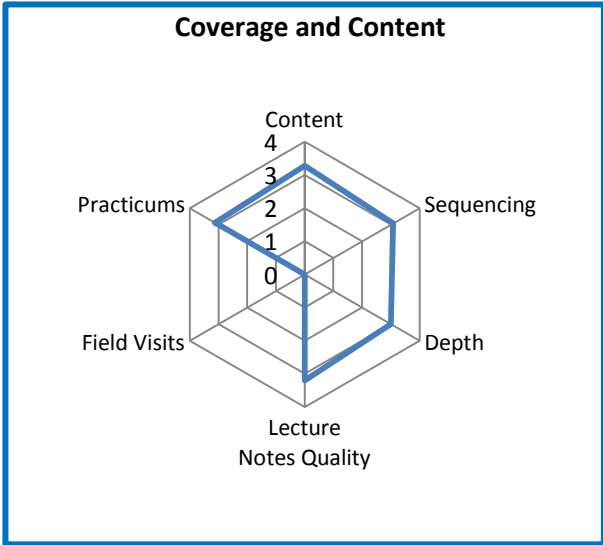 Coverage and Content
Content
4
3
2
1
0
Practicums
Sequencing
Field Visits
Depth
Lecture
Notes Quality